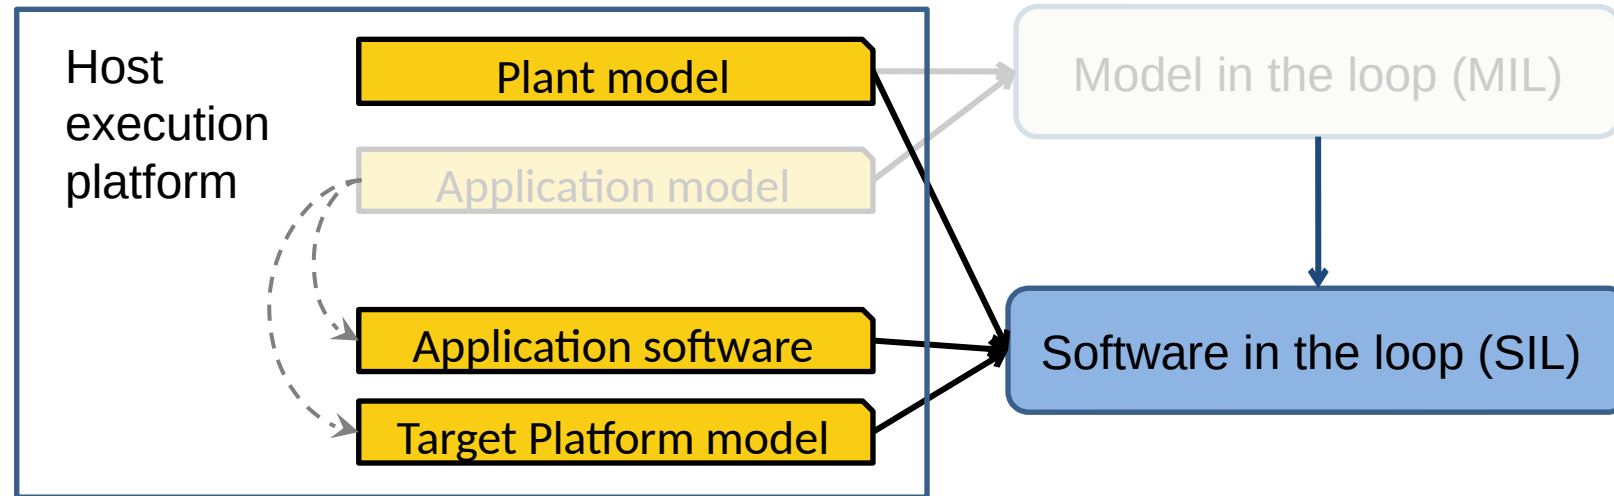 Host
execution
platform
Plant model
Application model
Application software
Target Platform model
Model in the loop (MIL)
Software in the loop (SIL)